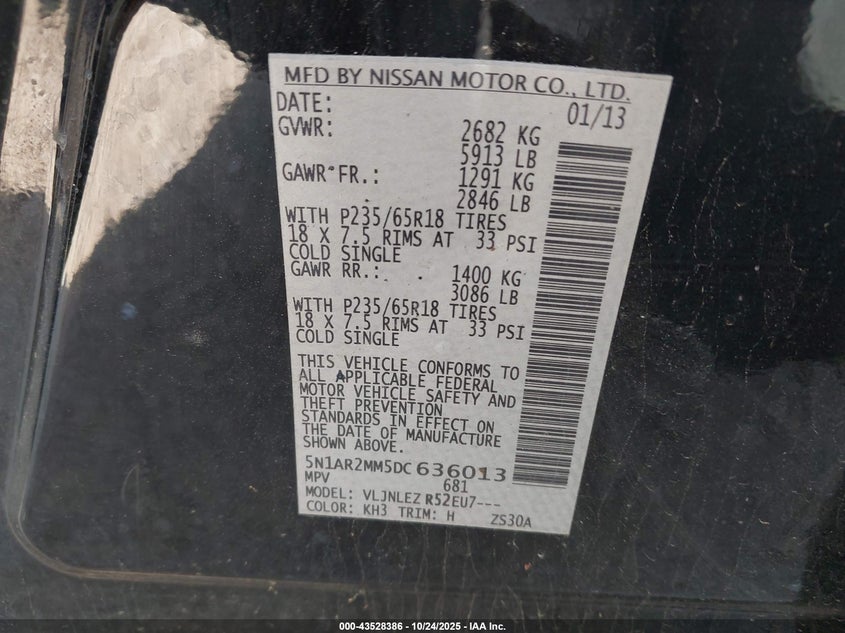 MFD BY NISSAN MOTOR CO., LTD.
DATE: 01/13
GVWR: 2682 KG
5913 LB
GAWR FR.: 1291 KG
2846 LB
WITH P235/65R18 TIRES
18 X 7.5 RIMS AT 33 PSI
COLD SINGLE
GAWR RR.: 1400 KG
3086 LB
WITH P235/65R18 TIRES
18 X 7.5 RIMS AT 33 PSI
COLD SINGLE
THIS VEHICLE CONFORMS TO
ALL APPLICABLE FEDERAL
MOTOR VEHICLE SAFETY AND
THEFT PREVENTION
STANDARDS IN EFFECT ON
THE DATE OF MANUFACTURE
SHOWN ABOVE.
5N1AR2MM5DC636013
MPV 681
MODEL: VLJNLEZ R52EU7---
COLOR: KH3 TRIM: H ZS30A
000-43528386 - 10/24/2025 - IAA Inc.